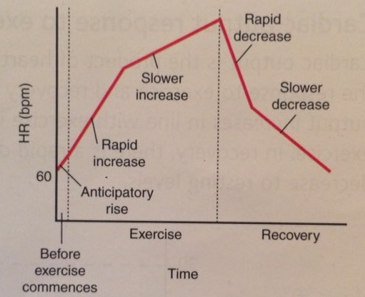 Rapid
decrease
Slower
increase
Slower
decrease
HR (bpm)
Rapid
increase
60
Anticipatory
rise
Exercise
Recovery
Before
exercise
commences
Time